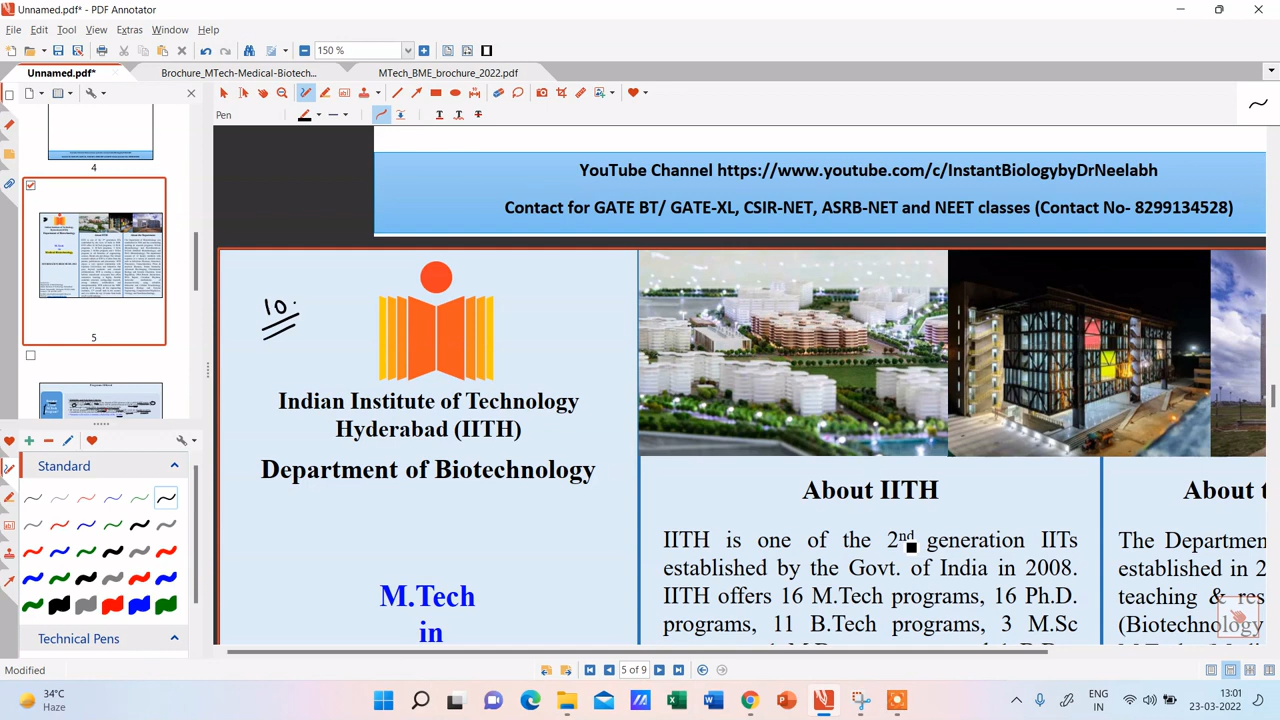 Unnamed.pdf* - PDF Annotator
File Edit Tool View Extras Window Help
150 %
Unnamed.pdf* Brochure_MTech-Medical-Biotech... MTech_BME_brochure_2022.pdf
Pen
4
5
Standard
Technical Pens
YouTube Channel https://www.youtube.com/c/InstantBiologybyDrNeelabh
Contact for GATE BT/ GATE-XL, CSIR-NET, ASRB-NET and NEET classes (Contact No- 8299134528)
10.
Indian Institute of Technology
Hyderabad (IITH)
Department of Biotechnology
M.Tech
in
About IITH
IITH is one of the 2nd generation IITs
established by the Govt. of India in 2008.
IITH offers 16 M.Tech programs, 16 Ph.D.
programs, 11 B.Tech programs, 3 M.Sc
About t
The Departmen
established in 2
teaching & res
(Biotechnology
Modified
5 of 9
34°C
Haze
ENG
IN
13:01
23-03-2022